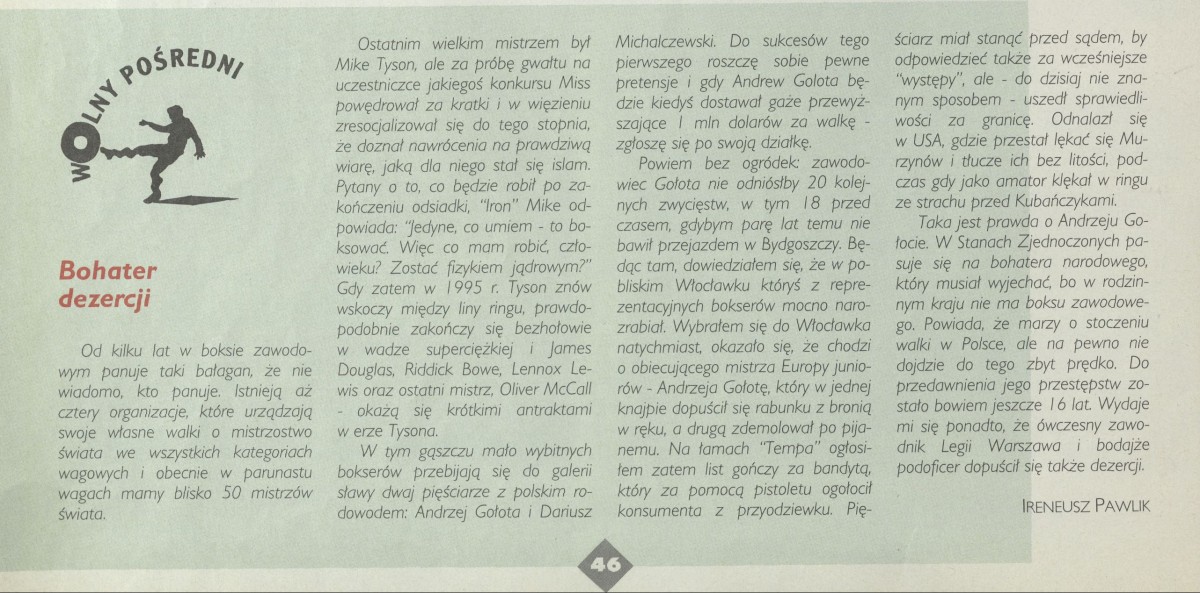 WOLNY POŚREDNI
Bohater
dezercji
Od kilku lat w boksie zawodo-
wym panuje taki bałagan, że nie
wiadomo, kto panuje. Istnieją aż
cztery organizacje, które urządzają
swoje własne walki o mistrzostwo
świata we wszystkich kategoriach
wagowych i obecnie w parunastu
wagach mamy blisko 50 mistrzów
świata.
Ostatnim wielkim mistrzem był
Mike Tyson, ale za próbę gwałtu na
uczestniczce jakiegoś konkursu Miss
powędrował za kratki i w więzieniu
zresocjalizował się do tego stopnia,
że doznał nawrócenia na prawdziwą
wiarę, jaką dla niego stał się islam.
Pytany o to, co będzie robił po za-
kończeniu odsiadki, "Iron" Mike od-
powiada: "Jedyne, co umiem - to bo-
ksować. Więc co mam robić, czło-
wieku? Zostać fizykiem jądrowym?"
Gdy zatem w 1995 r. Tyson znów
wskoczy między liny ringu, prawdo-
podobnie zakończy się bezhołowie
w wadze superciężkiej i James
Douglas, Riddick Bowe, Lennox Le-
wis oraz ostatni mistrz, Oliver McCall
- okażą się krótkimi antraktami
w erze Tysona.
W tym gąszczu mało wybitnych
bokserów przebijają się do galerii
sławy dwaj pięściarze z polskim ro-
dowodem: Andrzej Gołota i Dariusz
Michalczewski. Do sukcesów tego
pierwszego roszczę sobie pewne
pretensje i gdy Andrew Golota bę-
dzie kiedyś dostawał gaże przewyż-
szające 1 mln dolarów za walkę -
zgłoszę się po swoją działkę.
Powiem bez ogródek: zawodo-
wiec Gołota nie odniósłby 20 kolej-
nych zwycięstw, w tym 18 przed
czasem, gdybym parę lat temu nie
bawił przejazdem w Bydgoszczy. Bę-
dąc tam, dowiedziałem się, że w po-
bliskim Włocławku któryś z repre-
zentacyjnych bokserów mocno naro-
zrabiał. Wybrałem się do Włocławka
natychmiast, okazało się, że chodzi
o obiecującego mistrza Europy junio-
rów - Andrzeja Gołotę, który w jednej
knajpie dopuścił się rabunku z bronią
w ręku, a drugą zdemolował po pija-
nemu. Na łamach "Tempa" ogłosi-
łem zatem list gończy za bandytą,
który za pomocą pistoletu ogołocił
konsumenta z przyodziewku. Pię-
ściarz miał stanąć przed sądem, by
odpowiedzieć także za wcześniejsze
"występy", ale - do dzisiaj nie zna-
nym sposobem - uszedł sprawiedli-
wości za granicę. Odnalazł się
w USA, gdzie przestał lękać się Mu-
rzynów i tłucze ich bez litości, pod-
czas gdy jako amator klękał w ringu
ze strachu przed Kubańczykami.
Taka jest prawda o Andrzeju Go-
łocie. W Stanach Zjednoczonych pa-
suje się na bohatera narodowego,
który musiał wyjechać, bo w rodzin-
nym kraju nie ma boksu zawodowe-
go. Powiada, że marzy o stoczeniu
walki w Polsce, ale na pewno nie
dojdzie do tego zbyt prędko. Do
przedawnienia jego przestępstw zo-
stało bowiem jeszcze 16 lat. Wydaje
mi się ponadto, że ówczesny zawo-
dnik Legii Warszawa i bodajże
podoficer dopuścił się także dezercji.
IRENEUSZ PAWLIK
46